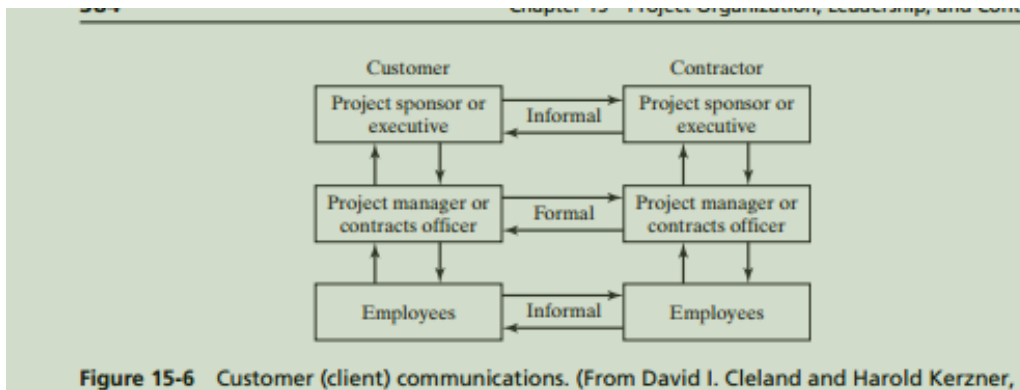 Customer Contractor
Project sponsor or Project sponsor or
executive Informal executive
Project manager or Project manager or
contracts officer Formal contracts officer
Employees Informal Employees
Figure 15-6 Customer (client) communications. (From David I. Cleland and Harold Kerzner,